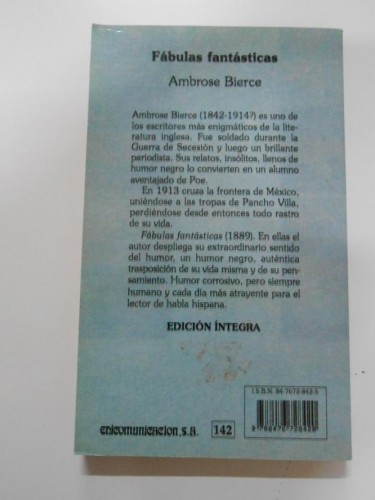 Fábulas fantásticas
Ambrose Bierce
Ambrose Bierce (1842-1914?) es uno de
los escritores más enigmáticos de la lite-
ratura inglesa. Fue soldado durante la
Guerra de Secesión y luego un brillante
periodista. Sus relatos, insólitos, llenos de
humor negro lo convierten en un alumno
aventajado de Poe.
En 1913 cruza la frontera de México,
uniéndose a las tropas de Pancho Villa,
perdiéndose desde entonces todo rastro
de su vida.
Fábulas fantásticas (1889). En ellas el
autor despliega su extraordinario sentido
del humor, un humor negro, auténtica
trasposición de su vida misma y de su pen-
samiento. Humor corrosivo, pero siempre
humano y cada día más atrayente para el
lector de habla hispana.
EDICIÓN ÍNTEGRA
I.S.B.N. 84-7672-842-5
edicomunicación, s.a.
142